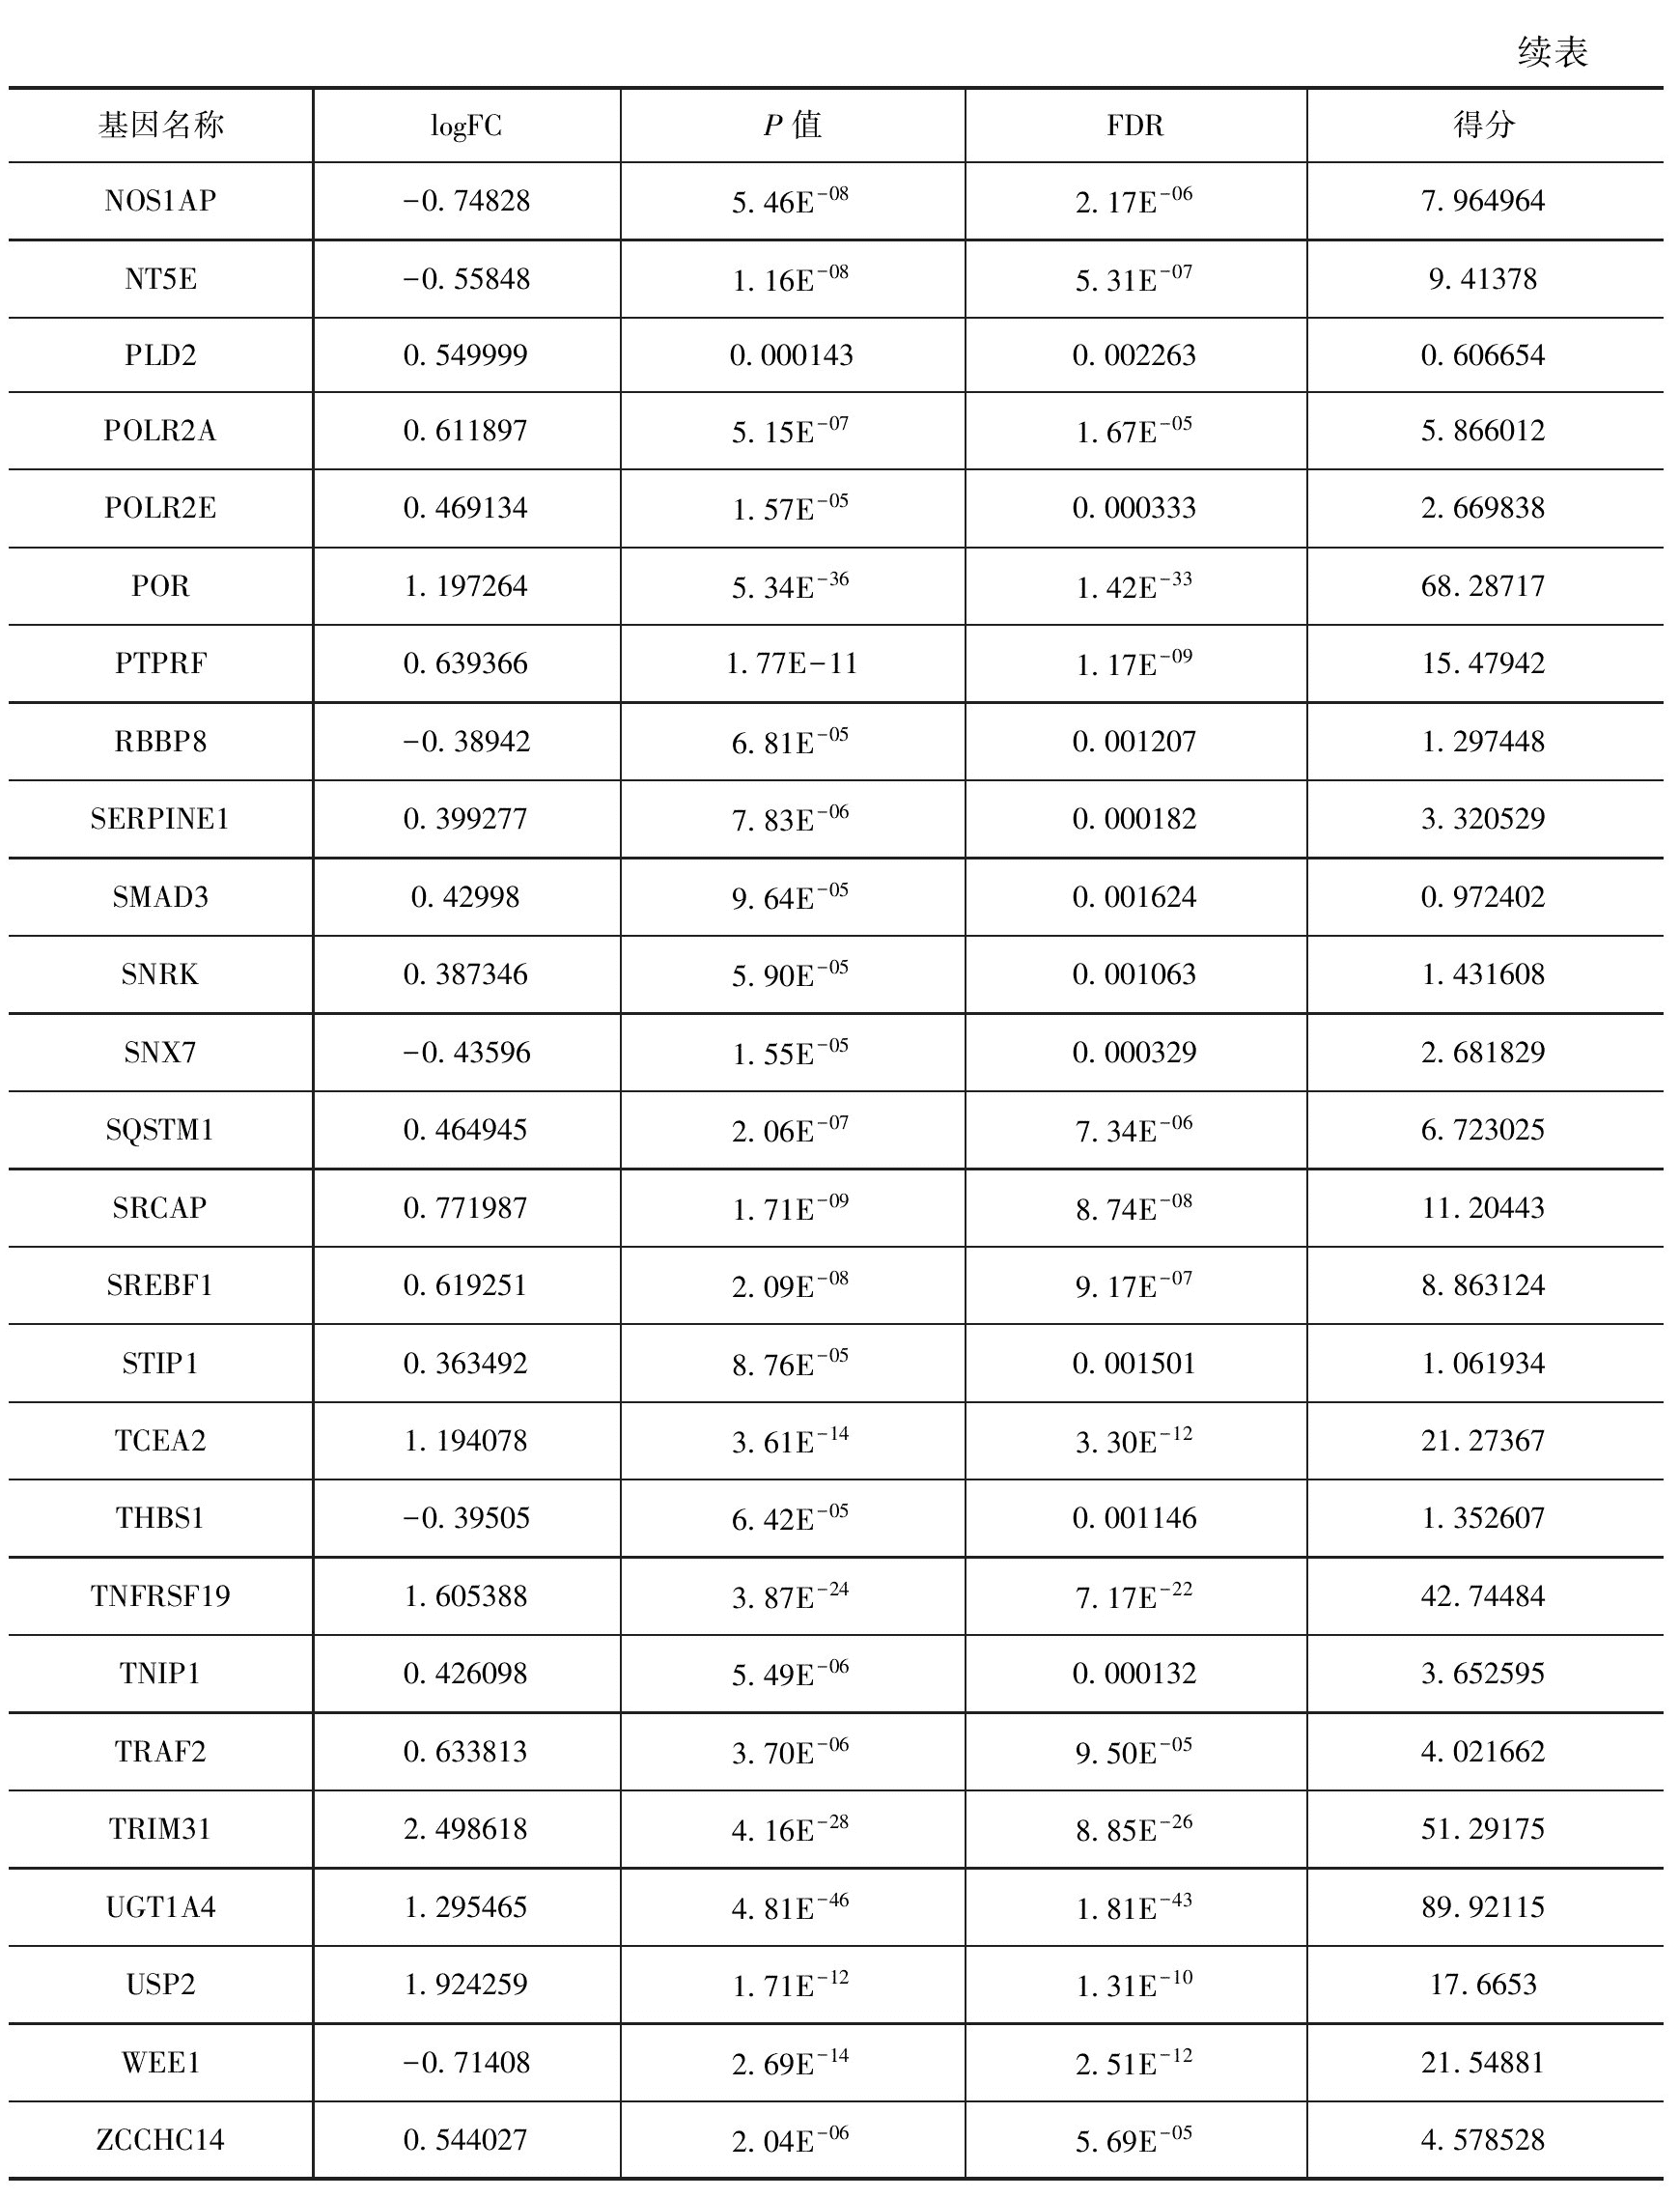 续表
基因名称 logFC P 值 FDR 得分
NOS1AP -0.74828 5.46E⁻⁰⁸ 2.17E⁻⁰⁶ 7.964964
NT5E -0.55848 1.16E⁻⁰⁸ 5.31E⁻⁰⁷ 9.41378
PLD2 0.549999 0.000143 0.002263 0.606654
POLR2A 0.611897 5.15E⁻⁰⁷ 1.67E⁻⁰⁵ 5.866012
POLR2E 0.469134 1.57E⁻⁰⁵ 0.000333 2.669838
POR 1.197264 5.34E⁻³⁶ 1.42E⁻³³ 68.28717
PTPRF 0.639366 1.77E-11 1.17E⁻⁰⁹ 15.47942
RBBP8 -0.38942 6.81E⁻⁰⁵ 0.001207 1.297448
SERPINE1 0.399277 7.83E⁻⁰⁶ 0.000182 3.320529
SMAD3 0.42998 9.64E⁻⁰⁵ 0.001624 0.972402
SNRK 0.387346 5.90E⁻⁰⁵ 0.001063 1.431608
SNX7 -0.43596 1.55E⁻⁰⁵ 0.000329 2.681829
SQSTM1 0.464945 2.06E⁻⁰⁷ 7.34E⁻⁰⁶ 6.723025
SRCAP 0.771987 1.71E⁻⁰⁹ 8.74E⁻⁰⁸ 11.20443
SREBF1 0.619251 2.09E⁻⁰⁸ 9.17E⁻⁰⁷ 8.863124
STIP1 0.363492 8.76E⁻⁰⁵ 0.001501 1.061934
TCEA2 1.194078 3.61E⁻¹⁴ 3.30E⁻¹² 21.27367
THBS1 -0.39505 6.42E⁻⁰⁵ 0.001146 1.352607
TNFRSF19 1.605388 3.87E⁻²⁴ 7.17E⁻²² 42.74484
TNIP1 0.426098 5.49E⁻⁰⁶ 0.000132 3.652595
TRAF2 0.633813 3.70E⁻⁰⁶ 9.50E⁻⁰⁵ 4.021662
TRIM31 2.498618 4.16E⁻²⁸ 8.85E⁻²⁶ 51.29175
UGT1A4 1.295465 4.81E⁻⁴⁶ 1.81E⁻⁴³ 89.92115
USP2 1.924259 1.71E⁻¹² 1.31E⁻¹⁰ 17.6653
WEE1 -0.71408 2.69E⁻¹⁴ 2.51E⁻¹² 21.54881
ZCCHC14 0.544027 2.04E⁻⁰⁶ 5.69E⁻⁰⁵ 4.578528